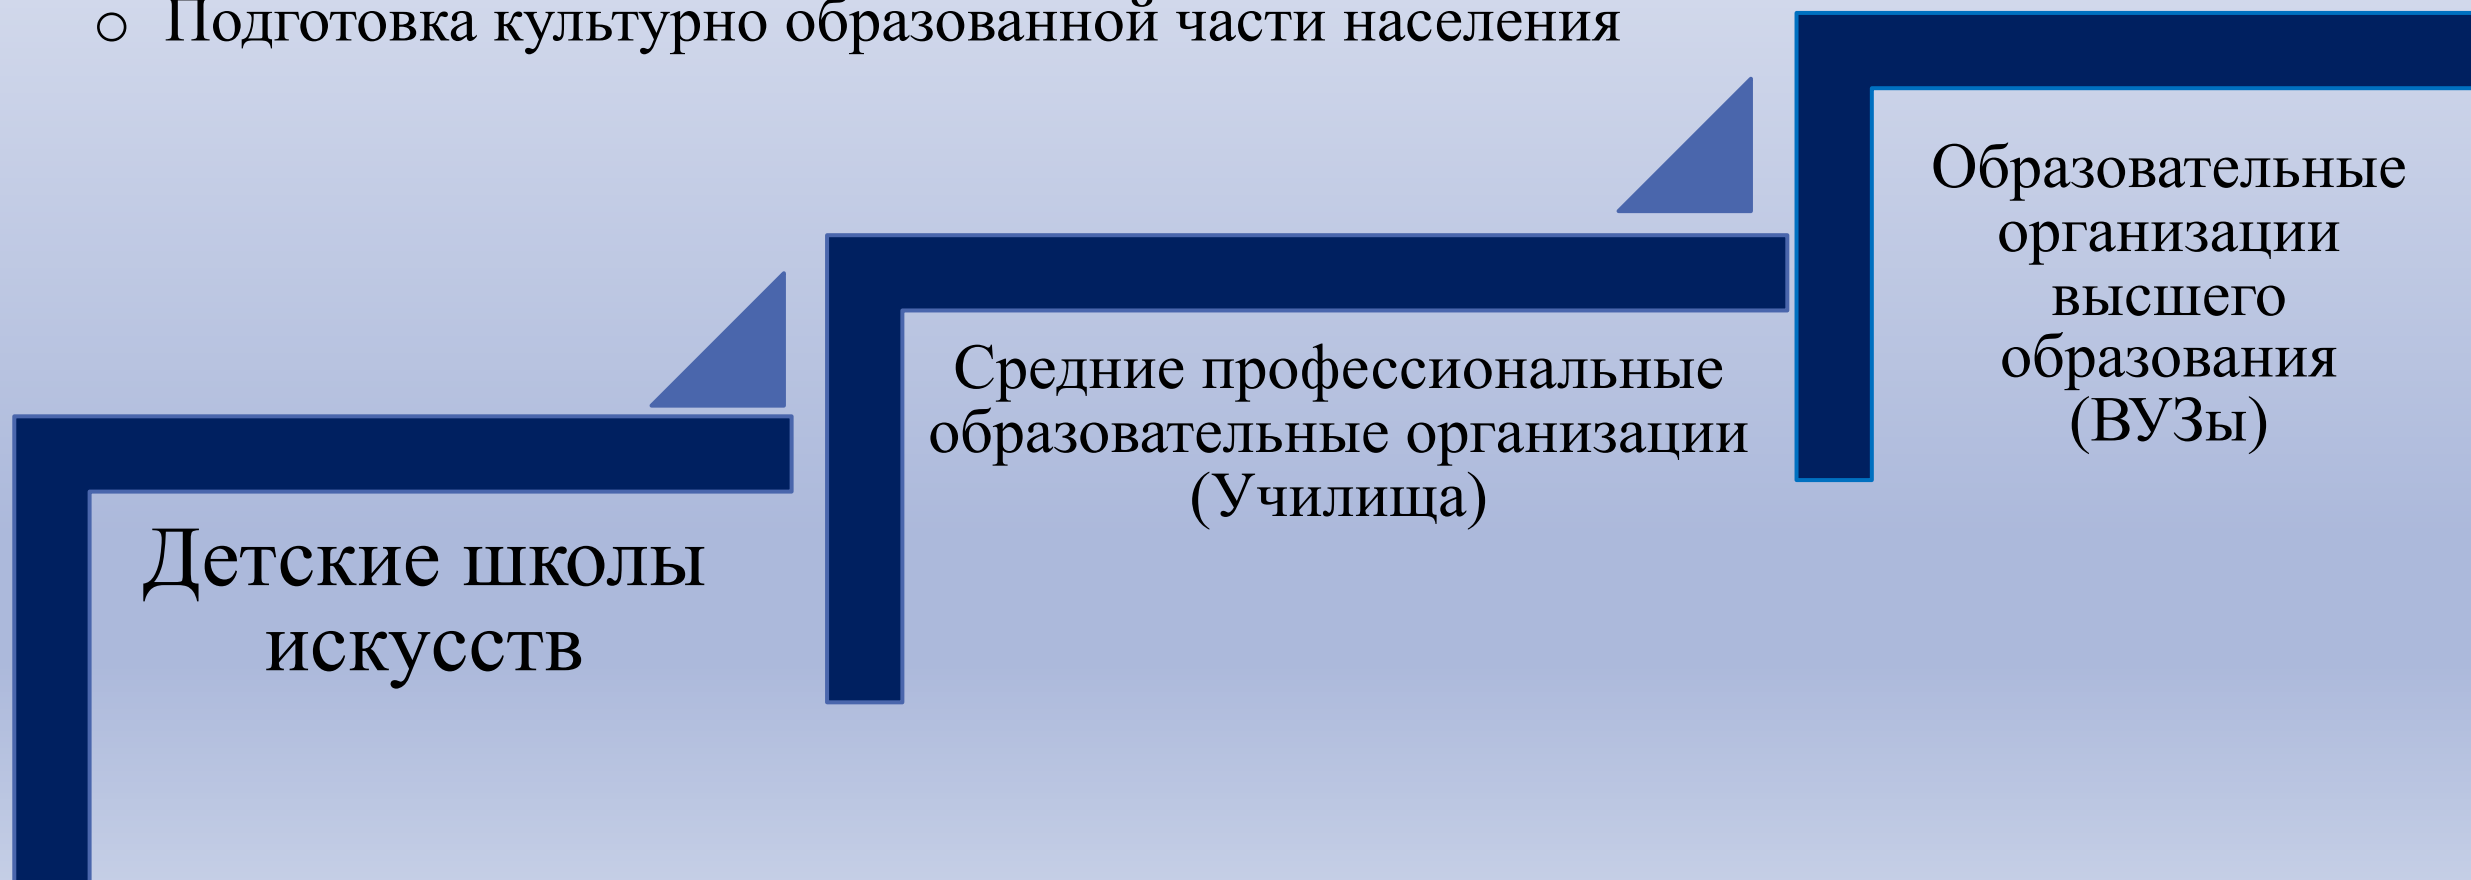 о Подготовка культурно образованной части населения
Образовательные
организации
высшего
образования
(ВУЗы)
Средние профессиональные
образовательные организации
(Училища)
Детские школы
искусств